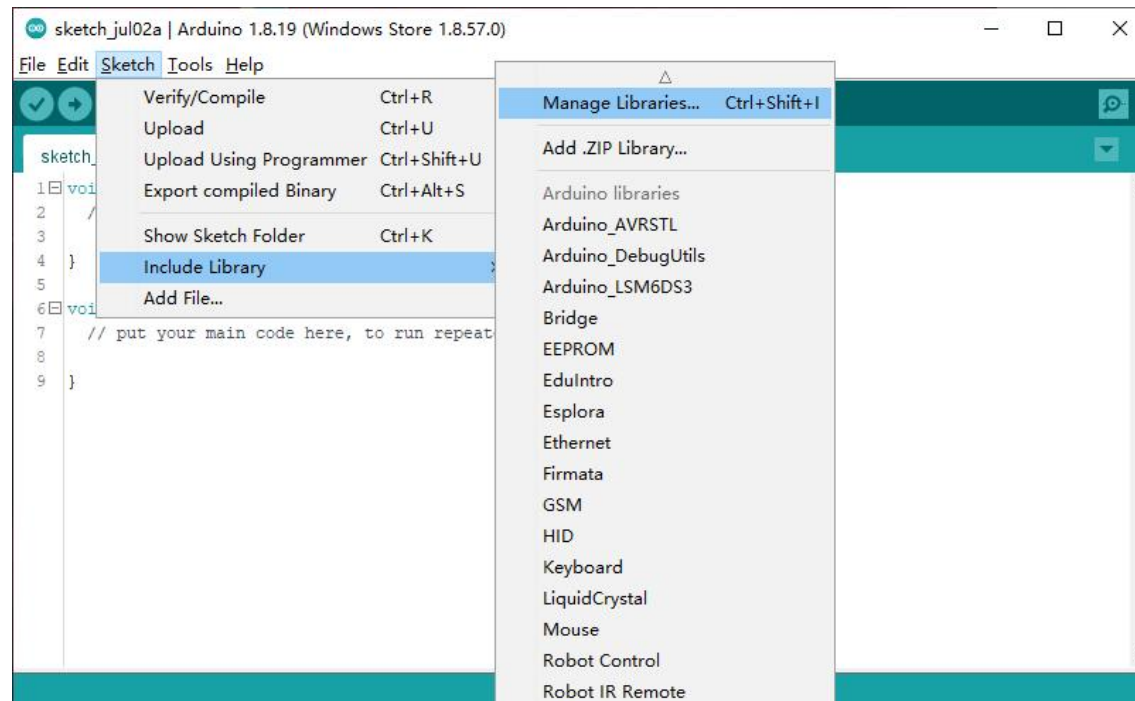 sketch_jul02a | Arduino 1.8.19 (Windows Store 1.8.57.0)
File Edit Sketch Tools Help
Verify/Compile Ctrl+R
Upload Ctrl+U
Upload Using Programmer Ctrl+Shift+U
Export compiled Binary Ctrl+Alt+S
Show Sketch Folder Ctrl+K
Include Library
Add File...
Manage Libraries... Ctrl+Shift+I
Add .ZIP Library...
Arduino libraries
Arduino_AVRSTL
Arduino_DebugUtils
Arduino_LSM6DS3
Bridge
EEPROM
EduIntro
Esplora
Ethernet
Firmata
GSM
HID
Keyboard
LiquidCrystal
Mouse
Robot Control
Robot IR Remote
sketch_
1 voi
2 /
3
4 }
5
6 voi
7 // put your main code here, to run repeat
8
9 }